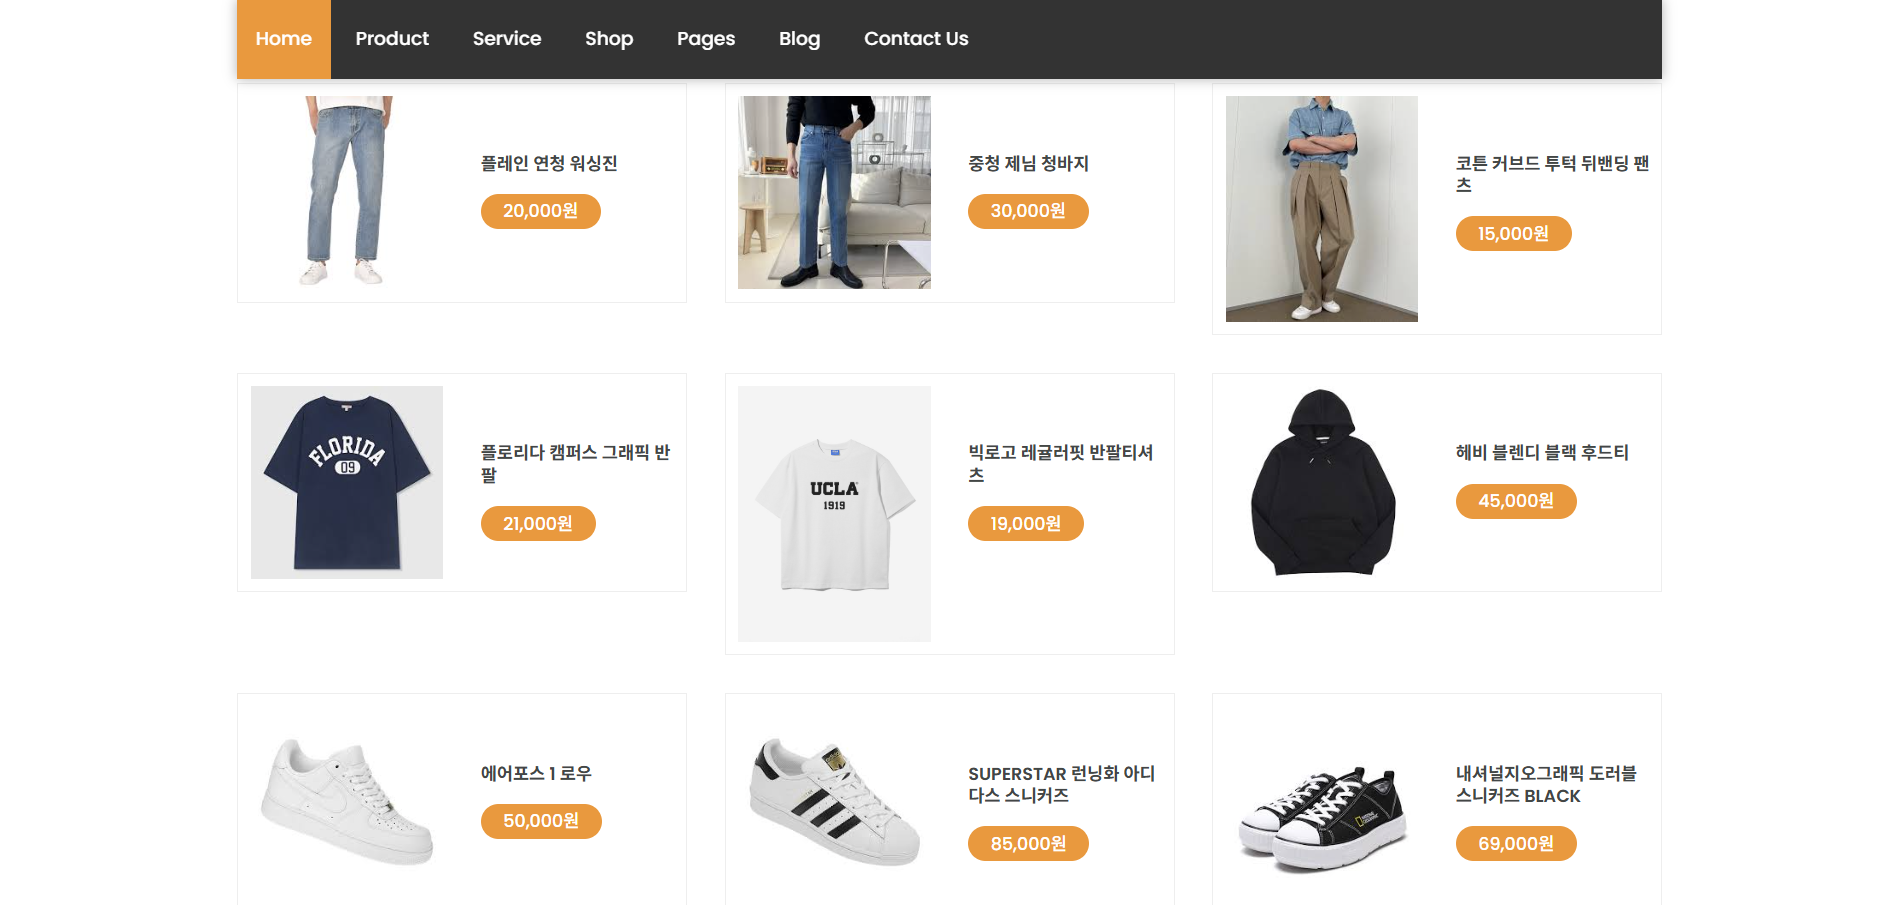 Home Product Service Shop Pages Blog Contact Us
플레인 연청 워싱진
20,000원
중청 제님 청바지
30,000원
코튼 커브드 투턱 뒤밴딩 팬
츠
15,000원
FLORIDA
09
플로리다 캠퍼스 그래픽 반
팔
21,000원
UCLA
1919
빅로고 레귤러핏 반팔티셔
츠
19,000원
헤비 블렌디 블랙 후드티
45,000원
에어포스 1 로우
50,000원
SUPERSTAR 런닝화 아디
다스 스니커즈
85,000원
내셔널지오그래픽 도러블
스니커즈 BLACK
69,000원